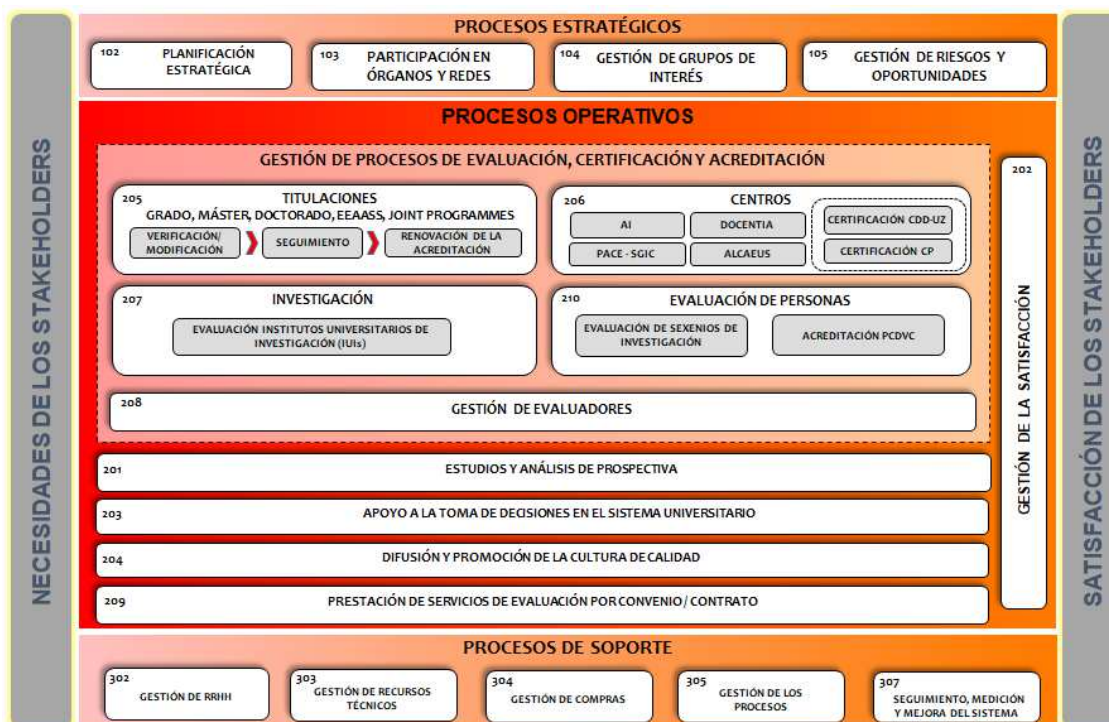 NECESIDADES DE LOS STAKEHOLDERS
PROCESOS ESTRATÉGICOS
102
PLANIFICACIÓN
ESTRATÉGICA
103
PARTICIPACIÓN EN
ÓRGANOS Y REDES
104
GESTIÓN DE GRUPOS DE
INTERÉS
105
GESTIÓN DE RIESGOS Y
OPORTUNIDADES
PROCESOS OPERATIVOS
GESTIÓN DE PROCESOS DE EVALUACIÓN, CERTIFICACIÓN Y ACREDITACIÓN
205
TITULACIONES
GRADO, MÁSTER, DOCTORADO, EEAASS, JOINT PROGRAMMES
VERIFICACIÓN/
MODIFICACIÓN
SEGUIMIENTO
RENOVACIÓN DE LA
ACREDITACIÓN
206
CENTROS
AI
DOCENTIA
CERTIFICACIÓN CDD-UZ
PACE - SGIC
ALCAEUS
CERTIFICACIÓN CP
207
INVESTIGACIÓN
EVALUACIÓN INSTITUTOS UNIVERSITARIOS DE
INVESTIGACIÓN (IUIs)
210
EVALUACIÓN DE PERSONAS
EVALUACIÓN DE SEXENIOS DE
INVESTIGACIÓN
ACREDITACIÓN PCDVC
208
GESTIÓN DE EVALUADORES
201
ESTUDIOS Y ANÁLISIS DE PROSPECTIVA
203
APOYO A LA TOMA DE DECISIONES EN EL SISTEMA UNIVERSITARIO
204
DIFUSIÓN Y PROMOCIÓN DE LA CULTURA DE CALIDAD
209
PRESTACIÓN DE SERVICIOS DE EVALUACIÓN POR CONVENIO / CONTRATO
202
GESTIÓN DE LA SATISFACCIÓN
PROCESOS DE SOPORTE
302
GESTIÓN DE RRHH
303
GESTIÓN DE RECURSOS
TÉCNICOS
304
GESTIÓN DE COMPRAS
305
GESTIÓN DE LOS
PROCESOS
307
SEGUIMIENTO, MEDICIÓN
Y MEJORA DEL SISTEMA
SATISFACCIÓN DE LOS STAKEHOLDERS